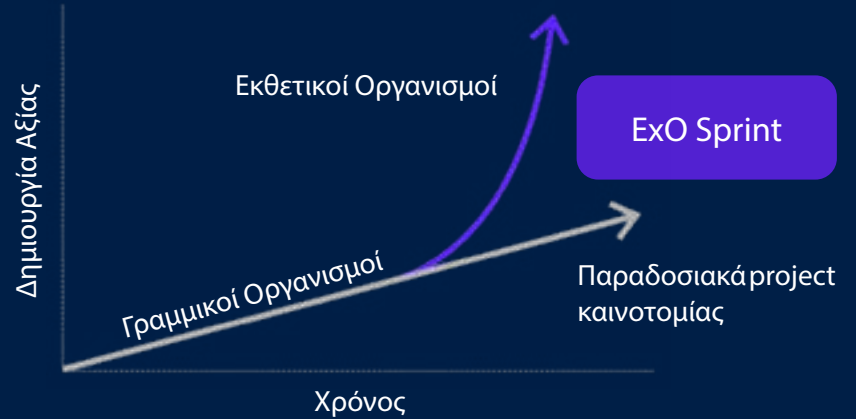 Δημιουργία Αξίας
Εκθετικοί Οργανισμοί
ExO Sprint
Γραμμικοί Οργανισμοί
Παραδοσιακά project
καινοτομίας
Χρόνος